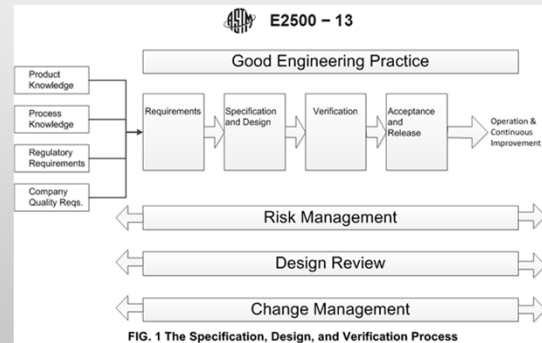 ASTM E2500 – 13
Good Engineering Practice
Product
Knowledge
Process
Knowledge
Regulatory
Requirements
Company
Quality Reqs.
Requirements
Specification
and Design
Verification
Acceptance
and
Release
Operation &
Continuous
Improvement
Risk Management
Design Review
Change Management
FIG. 1 The Specification, Design, and Verification Process